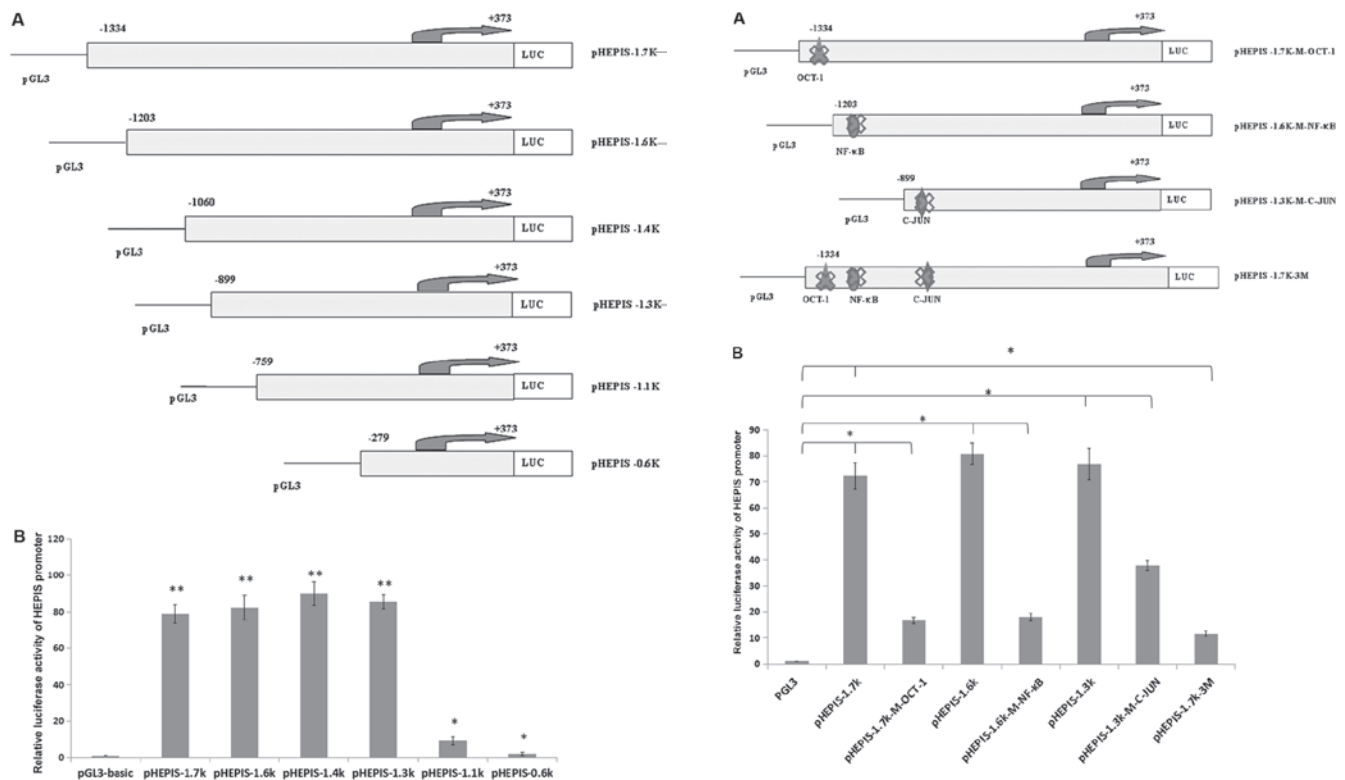 A
-1334
+373
LUC
pHEPIS-1.7K
pGL3
-1203
+373
LUC
pHEPIS-1.6K
pGL3
-1060
+373
LUC
pHEPIS -1.4K
pGL3
-899
+373
LUC
pHEPIS -1.3K
pGL3
-759
+373
LUC
pHEPIS -1.1K
pGL3
-279
+373
LUC
pHEPIS -0.6K
pGL3
B
Relative luciferase activity of HEPIS promoter
120
100
80
60
40
20
0
** ** ** ** * *
pGL3-basic pHEPIS-1.7k pHEPIS-1.6k pHEPIS-1.4k pHEPIS-1.3k pHEPIS-1.1k pHEPIS-0.6k
A
-1334
+373
LUC
pHEPIS -1.7K-M-OCT-1
pGL3
OCT-1
-1203
+373
LUC
pHEPIS -1.6K-M-NF-κB
pGL3
NF-κB
-899
+373
LUC
pHEPIS -1.3K-M-C-JUN
pGL3
C-JUN
-1334
+373
LUC
pHEPIS -1.7K-3M
pGL3
OCT-1 NF-κB C-JUN
B
*
*
*
*
Relative luciferase activity of HEPIS promoter
90
80
70
60
50
40
30
20
10
0
PGL3
pHEPIS-1.7k
pHEPIS-1.7k-M-OCT-1
pHEPIS-1.6k
pHEPIS-1.6k-M-NF-κB
pHEPIS-1.3k
pHEPIS-1.3k-M-C-JUN
pHEPIS-1.7k-3M